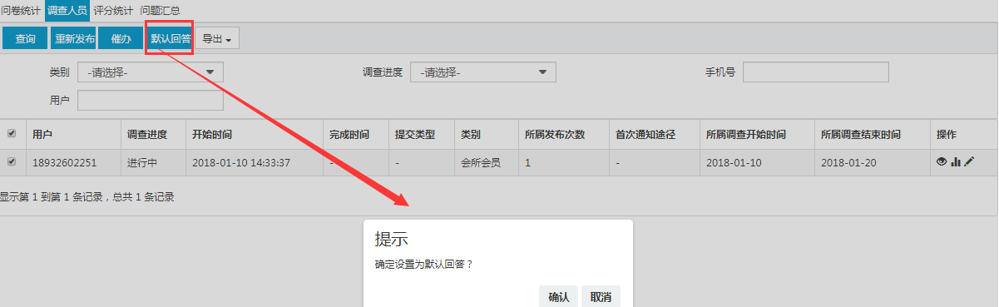 问卷统计 调查人员 评分统计 问题汇总
查询 重新发布 催办 默认回答 导出
类别 -请选择- 调查进度 -请选择- 手机号
用户
用户 调查进度 开始时间 完成时间 提交类型 类别 所属发布次数 首次通知途径 所属调查开始时间 所属调查结束时间 操作
18932602251 进行中 2018-01-10 14:33:37 - - 会所会员 1 - 2018-01-10 2018-01-20
显示第 1 到第 1 条记录，总共 1 条记录
提示
确定设置为默认回答？
确认 取消